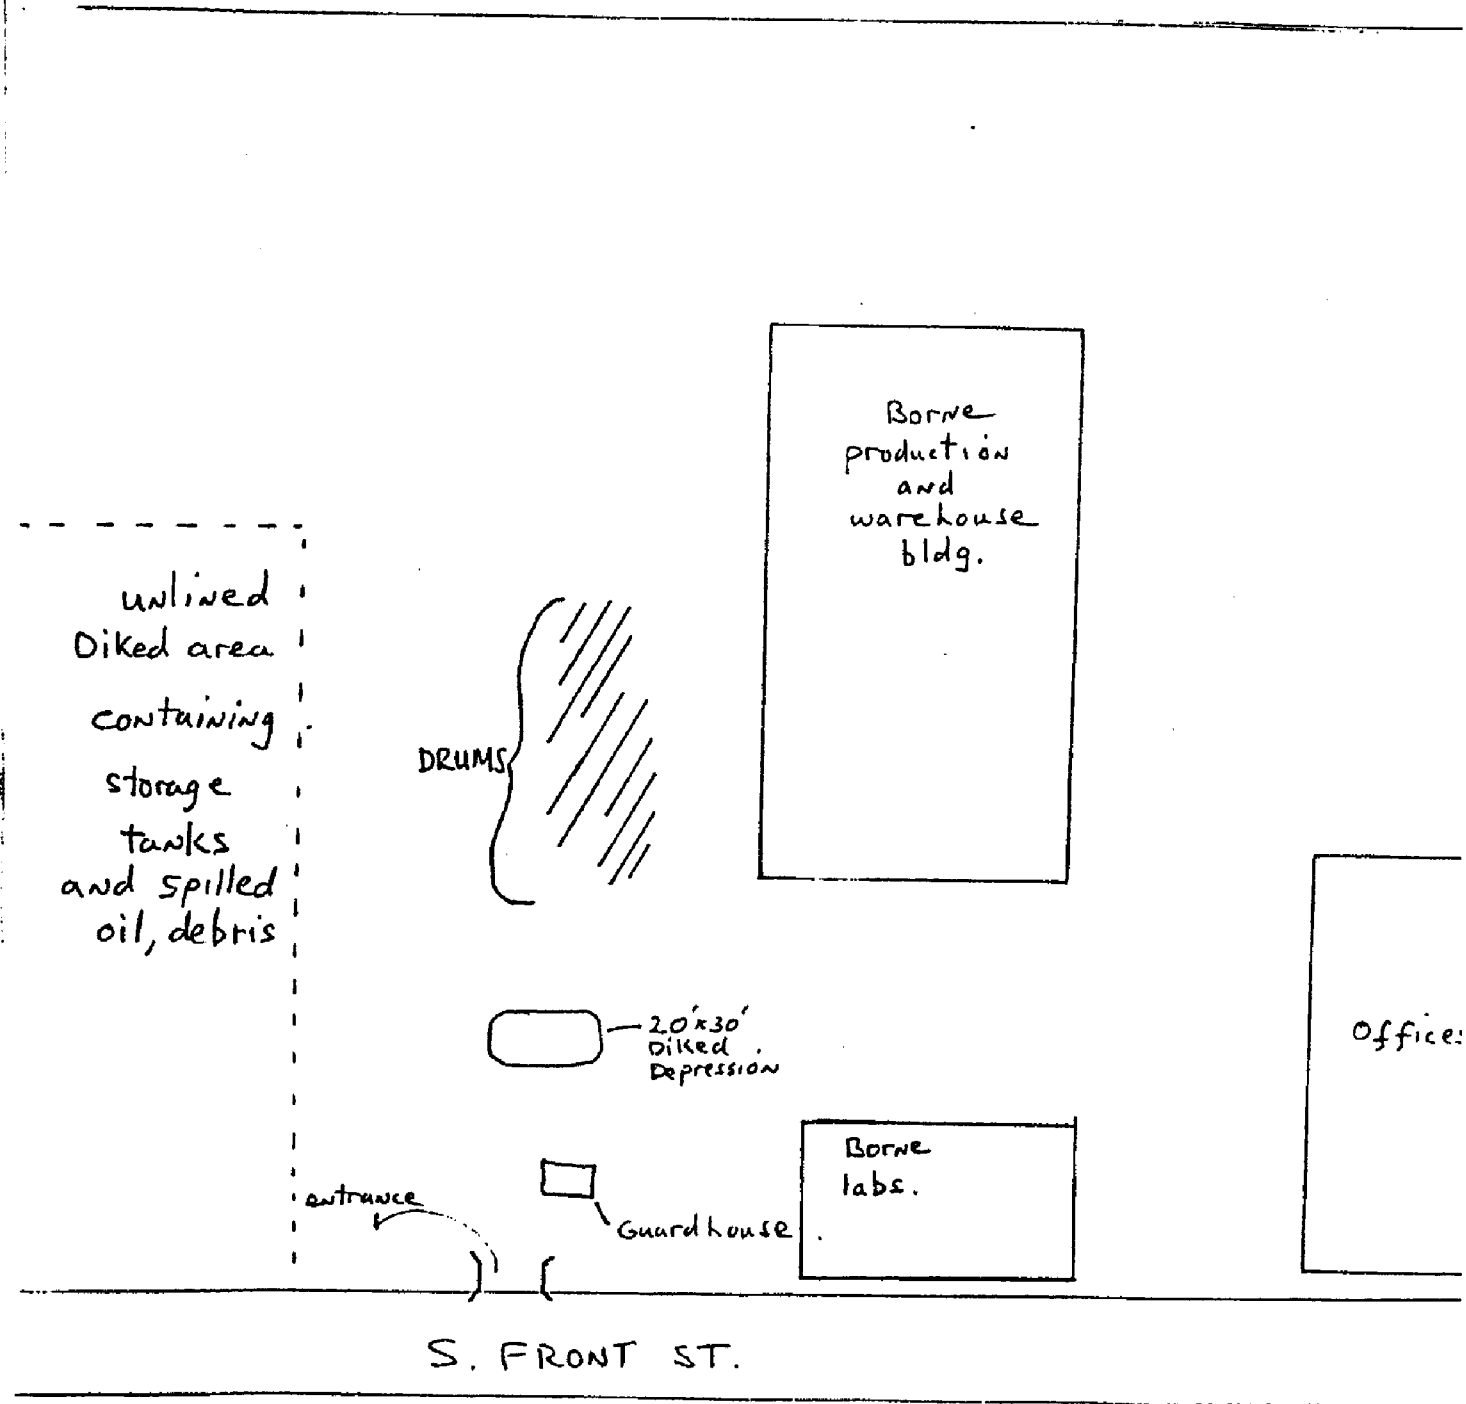 Borne
production
and
warehouse
bldg.
unlined
Diked area
containing
storage
tanks
and spilled
oil, debris
DRUMS
20'x30'
Diked
Depression
Offices
Borne
labs.
entrance
Guardhouse
S. FRONT ST.